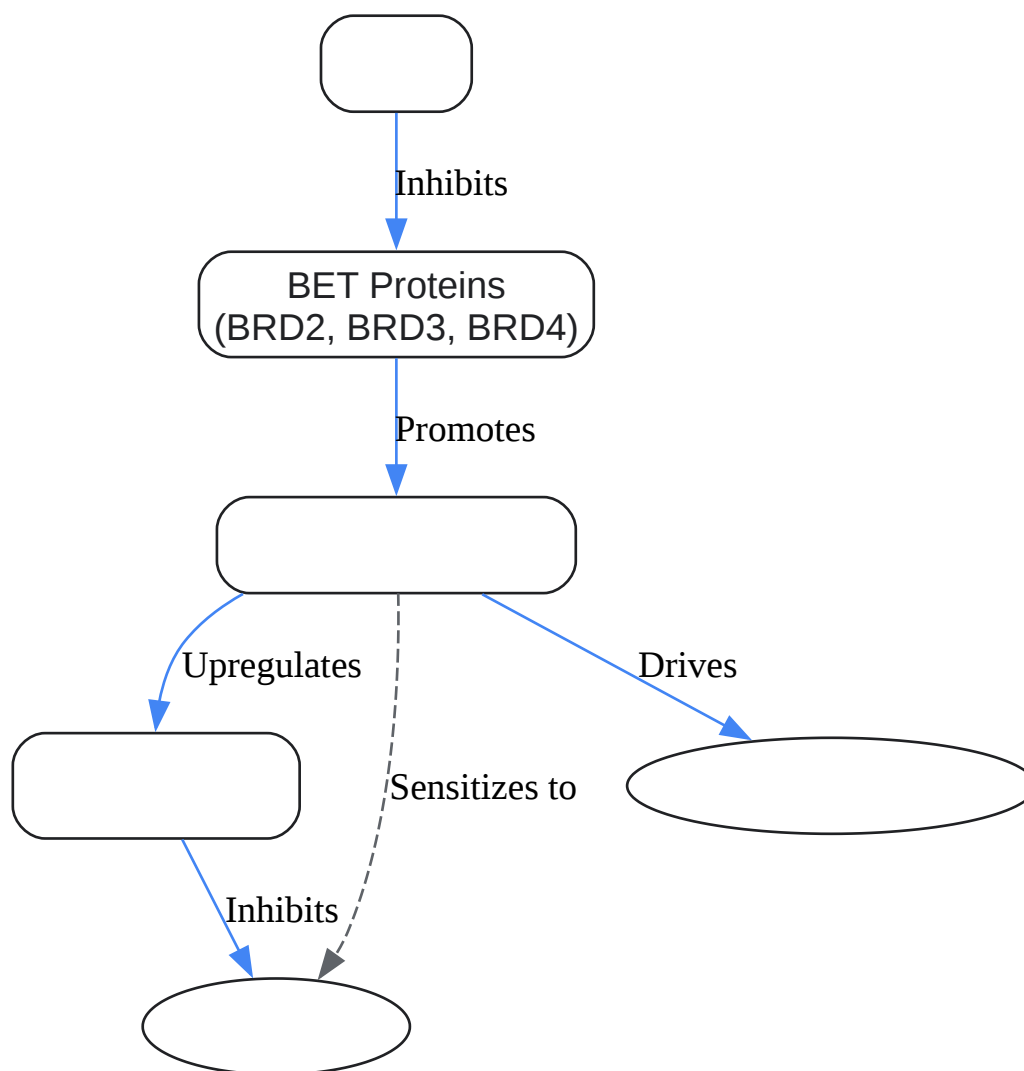 Inhibits
BET Proteins
(BRD2, BRD3, BRD4)
Promotes
Upregulates
Drives
Sensitizes to
Inhibits